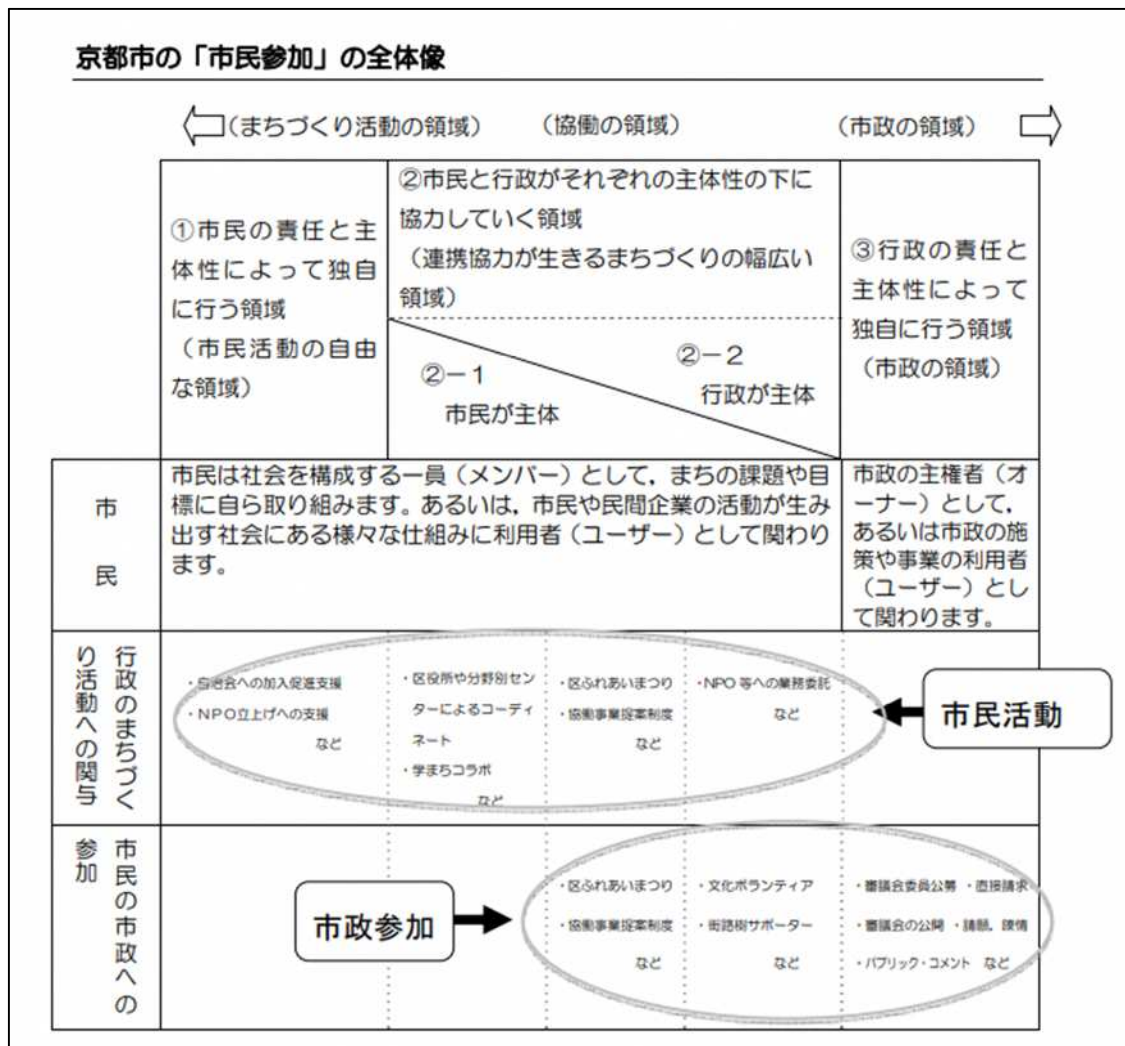 京都市の「市民参加」の全体像
（まちづくり活動の領域）
（協働の領域）
（市政の領域）
①市民の責任と主
体性によって独自
に行う領域
（市民活動の自由
な領域）
②市民と行政がそれぞれの主体性の下に
協力していく領域
（連携協力が生きるまちづくりの幅広い
領域）
②－１
市民が主体
②－２
行政が主体
③行政の責任と
主体性によって
独自に行う領域
（市政の領域）
市
民
市民は社会を構成する一員（メンバー）として，まちの課題や目
標に自ら取り組みます。あるいは，市民や民間企業の活動が生み
出す社会にある様々な仕組みに利用者（ユーザー）として関わり
ます。
市政の主権者（オ
ーナー）として，
あるいは市政の施
策や事業の利用者
（ユーザー）とし
て関わります。
行政のまちづく
り活動への関与
・自治会への加入促進支援
・ＮＰＯ立上げへの支援
など
・区役所や分野別セン
ターによるコーディ
ネート
・学まちコラボ
など
・区ふれあいまつり
・協働事業提案制度
など
・NPO 等への業務委託
など
市民活動
市民の市政への
参加
市政参加
・区ふれあいまつり
・協働事業提案制度
など
・文化ボランティア
・街路樹サポーター
など
・審議会委員公募 ・直接請求
・審議会の公開 ・請願，陳情
・パブリック・コメント など